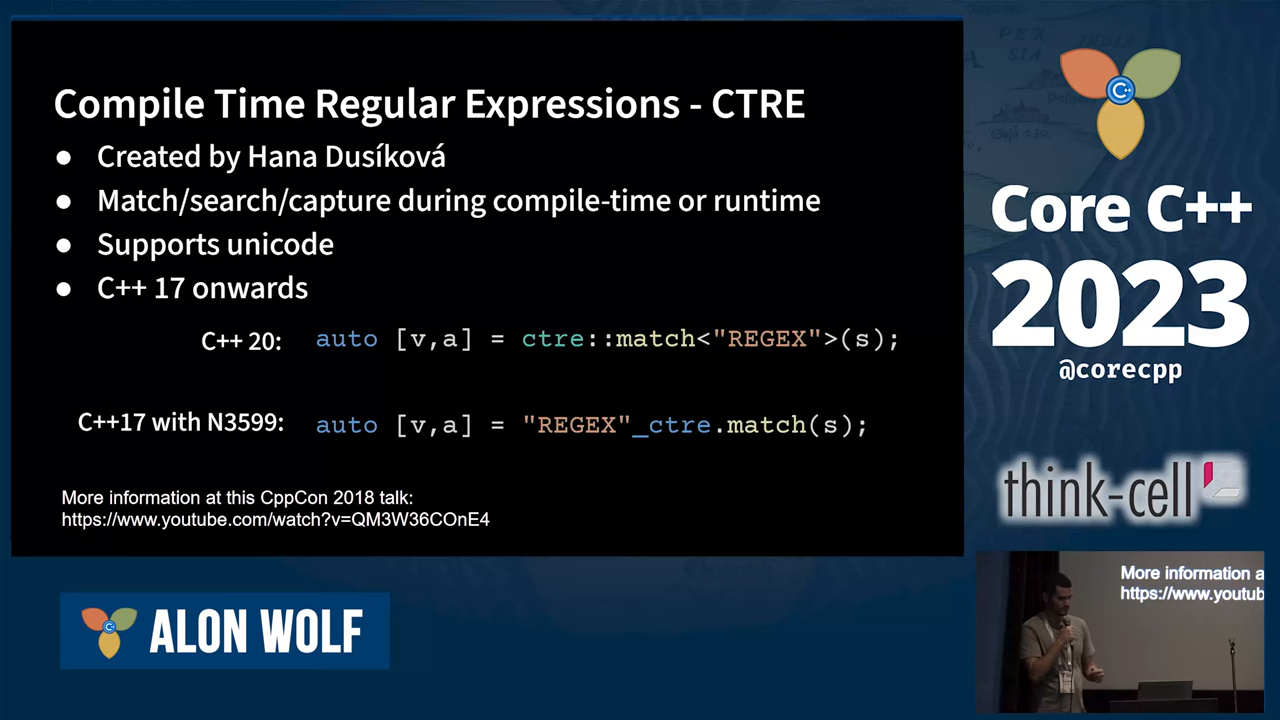 Compile Time Regular Expressions - CTRE
● Created by Hana Dusíková
● Match/search/capture during compile-time or runtime
● Supports unicode
● C++ 17 onwards
C++ 20: auto [v,a] = ctre::match<"REGEX">(s);
C++17 with N3599: auto [v,a] = "REGEX"_ctre.match(s);
More information at this CppCon 2018 talk:
https://www.youtube.com/watch?v=QM3W36COnE4
C++
Core C++
2023
@corecpp
think-cell
More information a
https://www.youtub
ALON WOLF